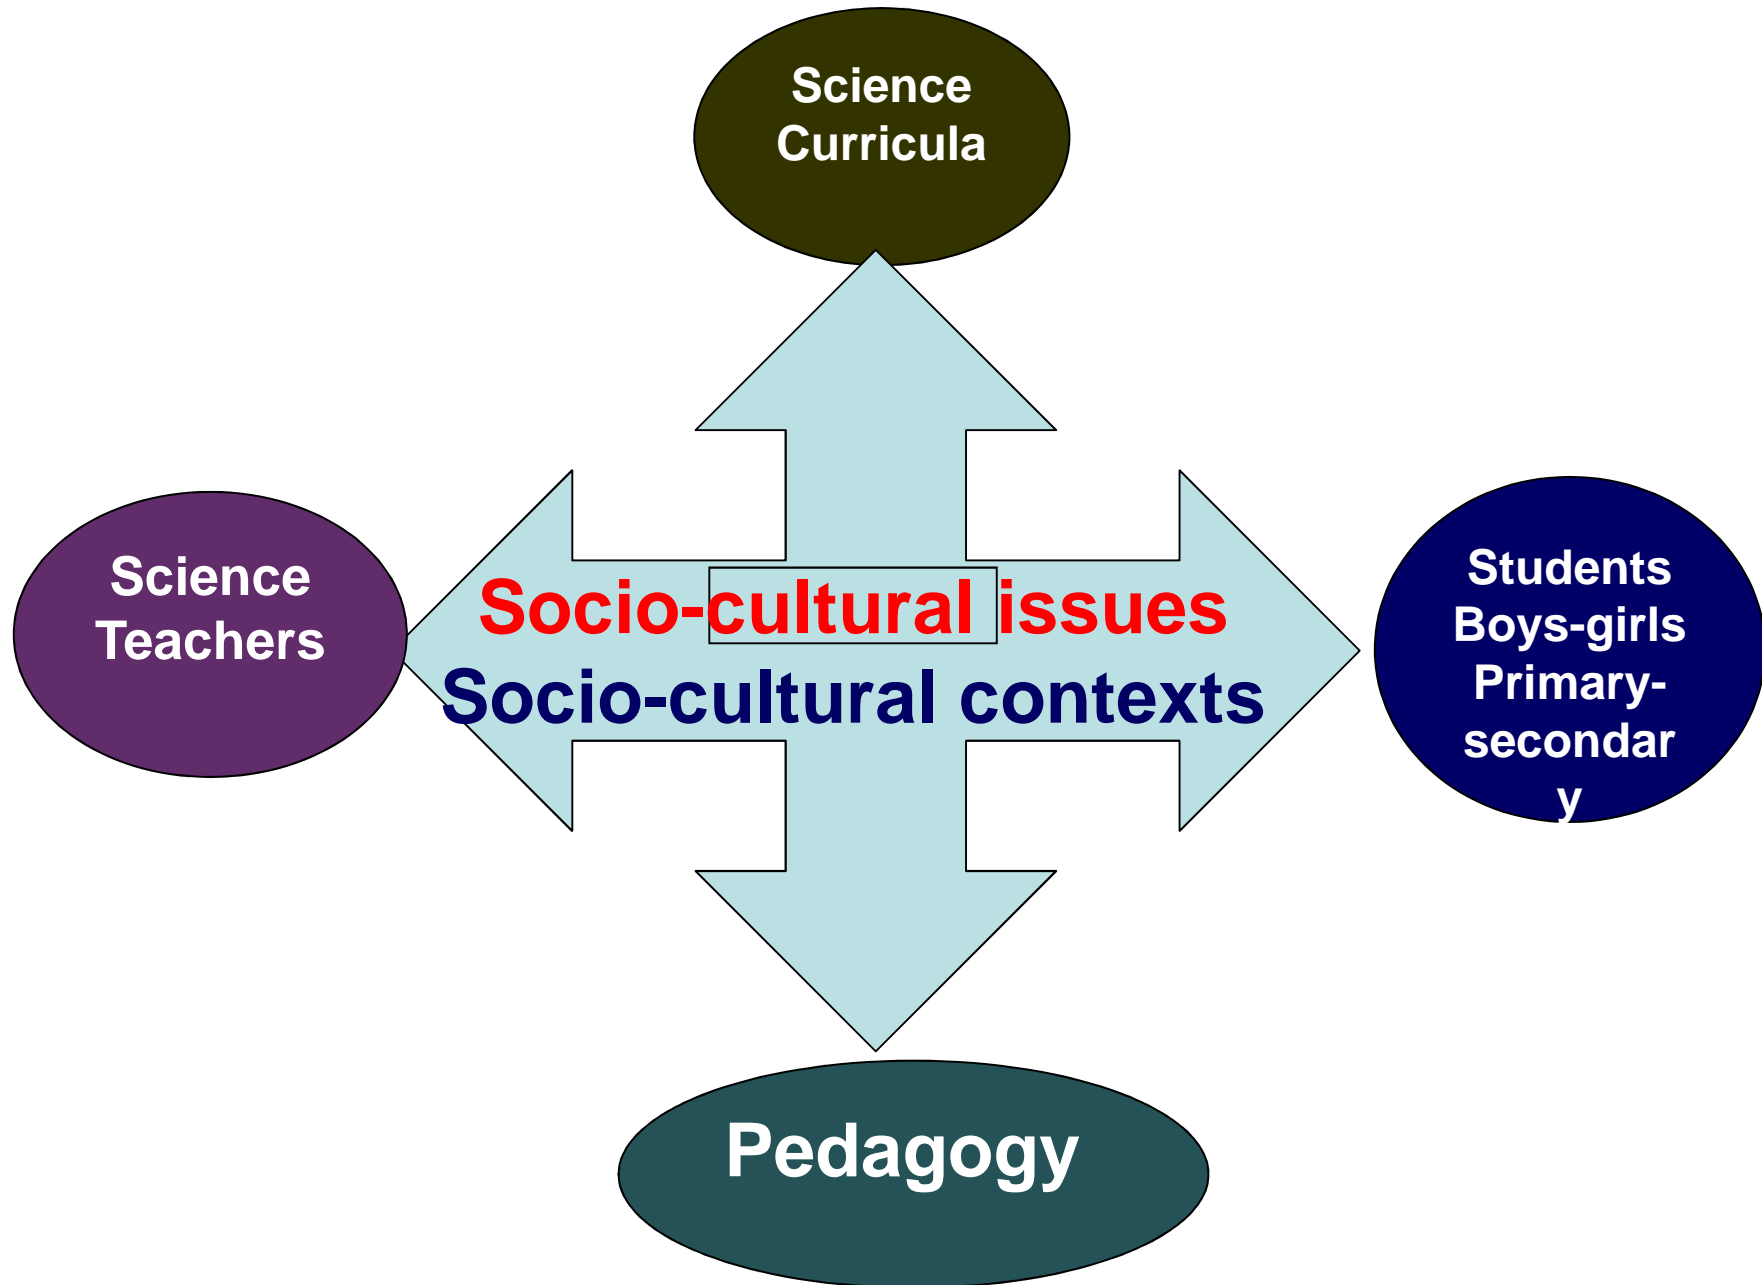 Science
Curricula
Science
Teachers
Socio-cultural issues
Socio-cultural contexts
Students
Boys-girls
Primary-
secondar
y
Pedagogy